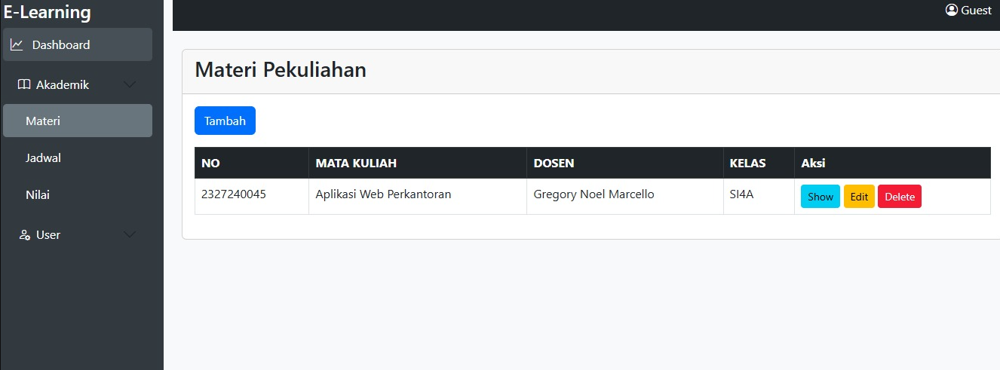 E-Learning
Guest
Dashboard
Akademik
Materi
Jadwal
Nilai
User
Materi Pekuliahan
Tambah
NO MATA KULIAH DOSEN KELAS Aksi
2327240045 Aplikasi Web Perkantoran Gregory Noel Marcello SI4A Show Edit Delete